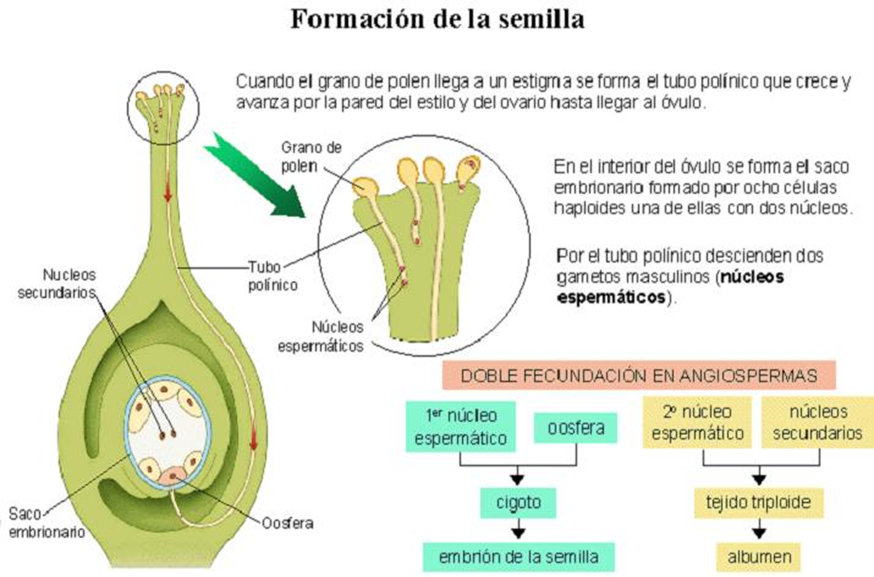 Formación de la semilla
Cuando el grano de polen llega a un estigma se forma el tubo polínico que crece y
avanza por la pared del estilo y del ovario hasta llegar al óvulo.
Grano de
polen
En el interior del óvulo se forma el saco
embrionario formado por ocho células
haploides una de ellas con dos núcleos.
Por el tubo polínico descienden dos
gametos masculinos (núcleos
espermáticos).
Tubo
polínico
Nucleos
secundarios
Núcleos
espermáticos
Saco
embrionario
Oosfera
DOBLE FECUNDACIÓN EN ANGIOSPERMAS
1er núcleo
espermático
oosfera
2º núcleo
espermático
núcleos
secundarios
cigoto
tejido triploide
embrión de la semilla
albumen